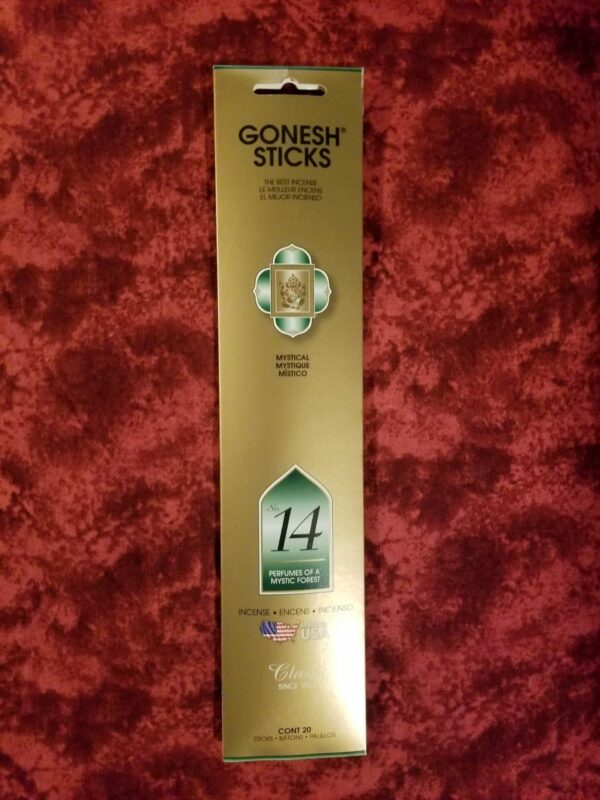 GONESH®
STICKS
THE BEST INCENSE
LE MEILLEUR ENCENS
EL MEJOR INCIENSO
MYSTICAL
MYSTIQUE
MÍSTICO
No.
14
PERFUMES OF A
MYSTIC FOREST
INCENSE • ENCENS • INCIENSO
USA
SINCE
CONT 20
STICKS • BÂTONS • PALILLOS